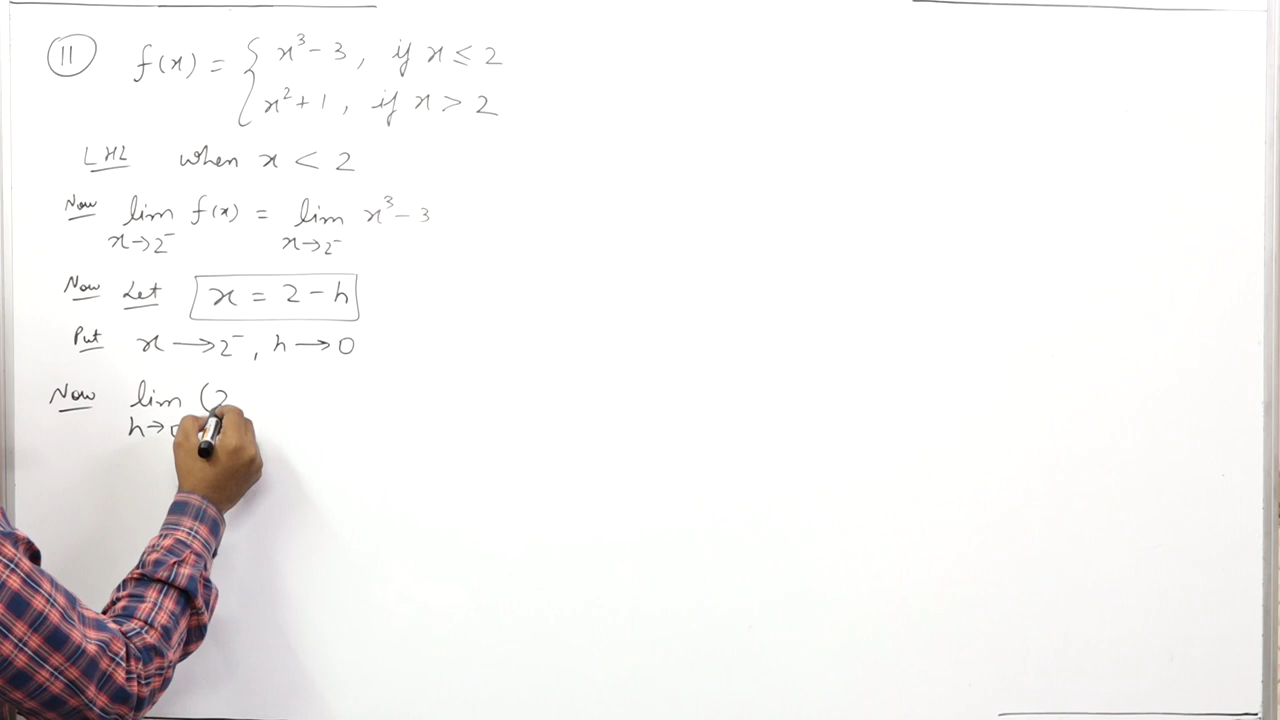 11 f(x) = { x³ - 3, if x ≤ 2
x² + 1, if x > 2
LHL when x < 2
Now lim f(x) = lim x³ - 3
x→2⁻ x→2⁻
Now Let x = 2 - h
Put x → 2⁻, h → 0
Now lim (2
h→0